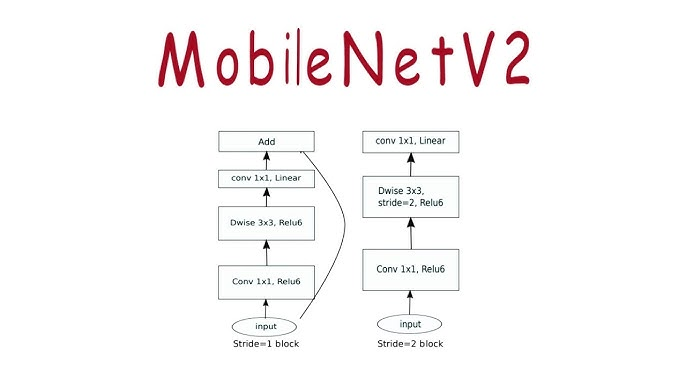 MobileNetV2
Add
conv 1x1, Linear
Dwise 3x3, Relu6
Conv 1x1, Relu6
input
Stride=1 block
conv 1x1, Linear
Dwise 3x3,
stride=2, Relu6
Conv 1x1, Relu6
input
Stride=2 block